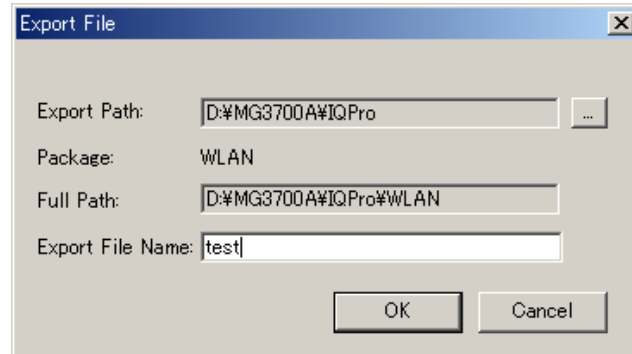 Export File
Export Path: D:¥MG3700A¥IQPro ...
Package: WLAN
Full Path: D:¥MG3700A¥IQPro¥WLAN
Export File Name: test
OK Cancel